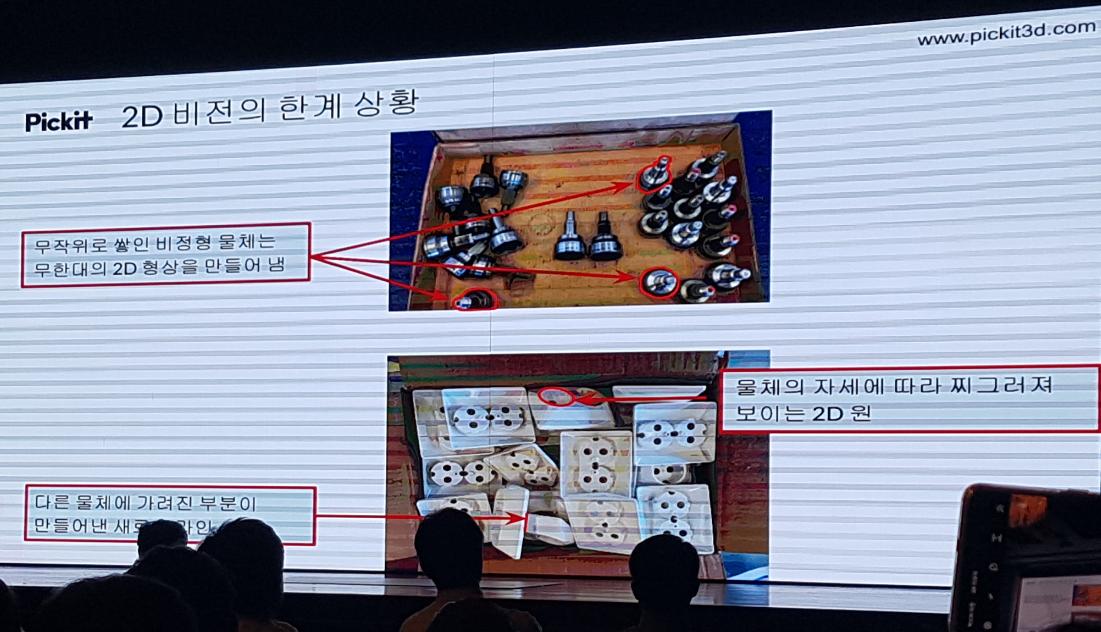 www.pickit3d.com
Pickit 2D 비전의 한계 상황
무작위로 쌓인 비정형 물체는
무한대의 2D 형상을 만들어 냄
물체의 자세에 따라 찌그러져
보이는 2D 원
다른 물체에 가려진 부분이
만들어낸 라인